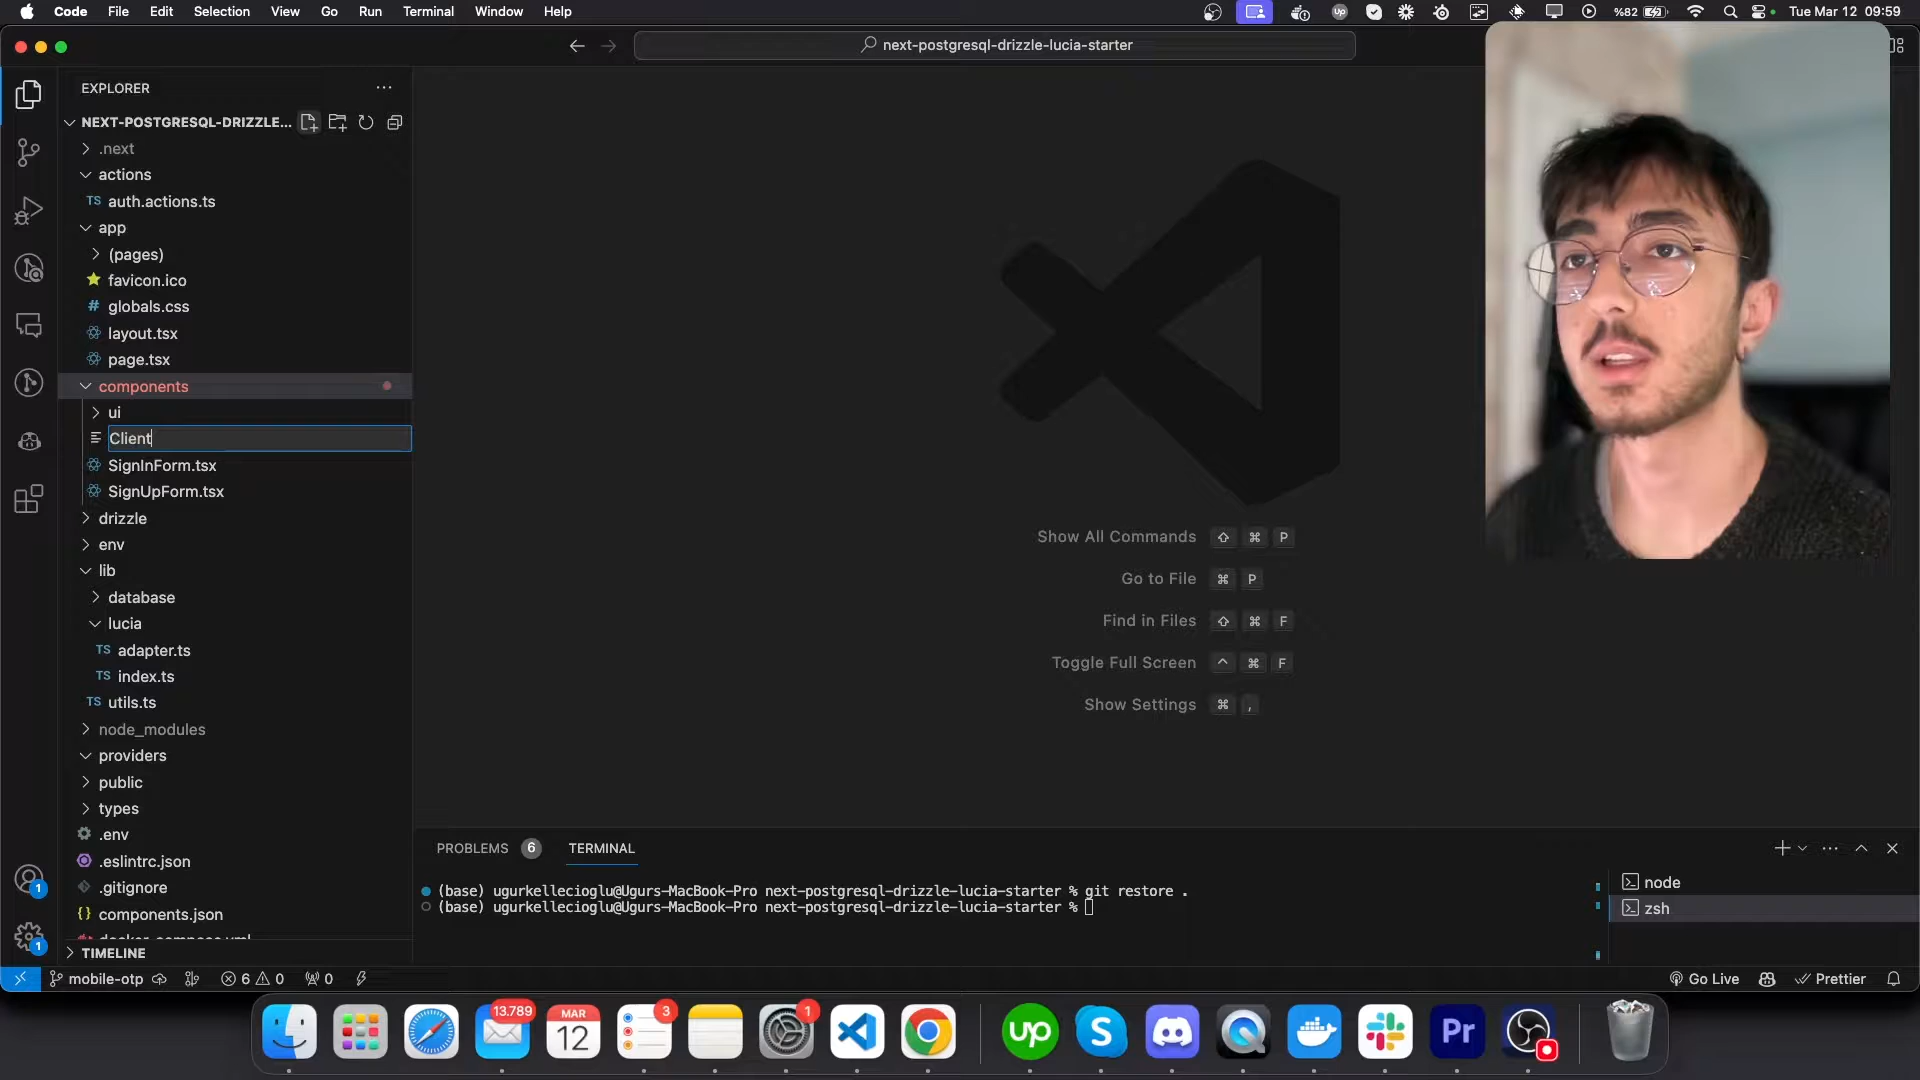 Code File Edit Selection View Go Run Terminal Window Help
%82 Tue Mar 12 09:59
next-postgresql-drizzle-lucia-starter
EXPLORER
NEXT-POSTGRESQL-DRIZZLE...
.next
actions
TS auth.actions.ts
app
(pages)
favicon.ico
# globals.css
layout.tsx
page.tsx
components
ui
Client
SignInForm.tsx
SignUpForm.tsx
drizzle
env
lib
database
lucia
TS adapter.ts
TS index.ts
TS utils.ts
node_modules
providers
public
types
.env
.eslintrc.json
.gitignore
{} components.json
TIMELINE
Show All Commands ⇧ ⌘ P
Go to File ⌘ P
Find in Files ⇧ ⌘ F
Toggle Full Screen ^ ⌘ F
Show Settings ⌘ ,
PROBLEMS 6 TERMINAL
(base) ugurkellecioglu@Ugurs-MacBook-Pro next-postgresql-drizzle-lucia-starter % git restore .
(base) ugurkellecioglu@Ugurs-MacBook-Pro next-postgresql-drizzle-lucia-starter %
node
zsh
1
1
mobile-otp 6 0 0 Go Live Prettier
13.789
MAR
12
3
1
up
S
Pr